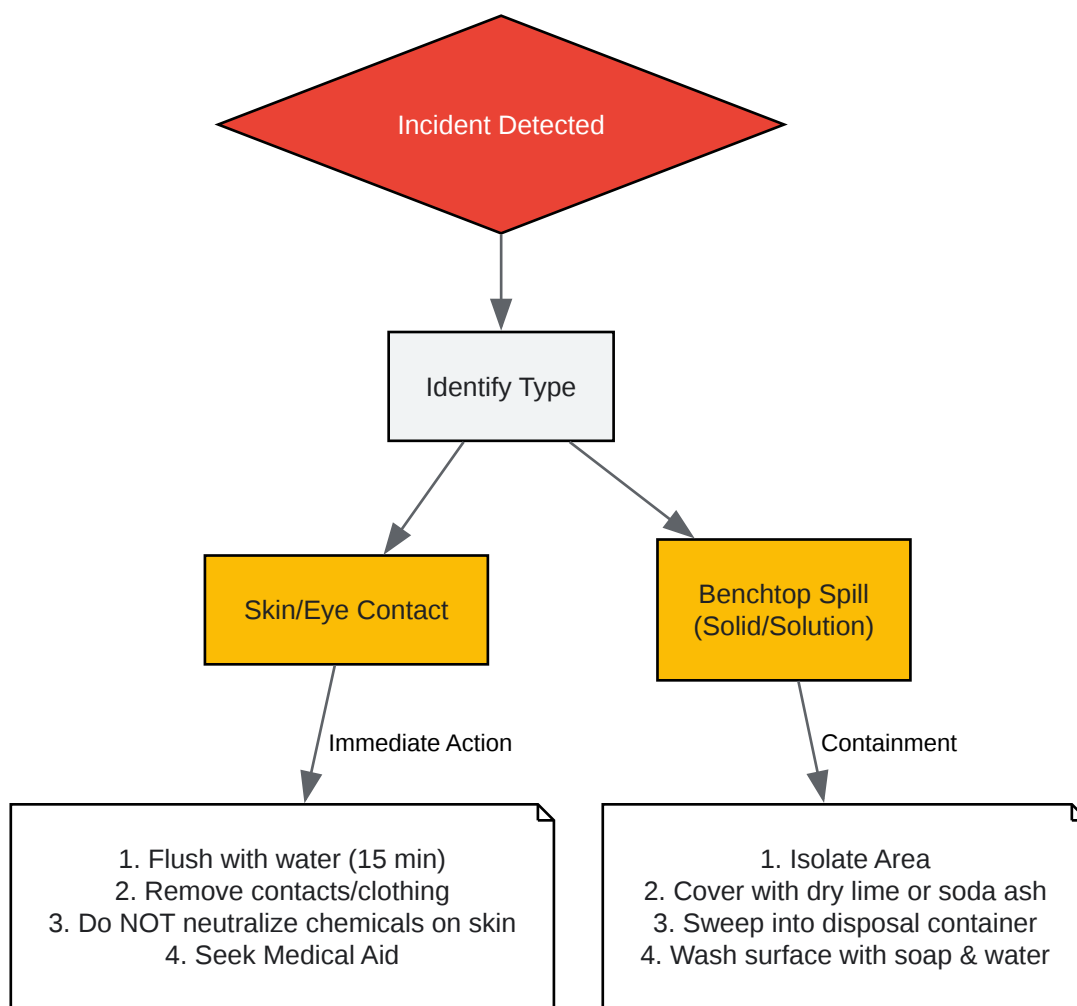 Incident Detected
Identify Type
Skin/Eye Contact
Benchtop Spill
(Solid/Solution)
Immediate Action
Containment
1. Flush with water (15 min)
2. Remove contacts/clothing
3. Do NOT neutralize chemicals on skin
4. Seek Medical Aid
1. Isolate Area
2. Cover with dry lime or soda ash
3. Sweep into disposal container
4. Wash surface with soap & water